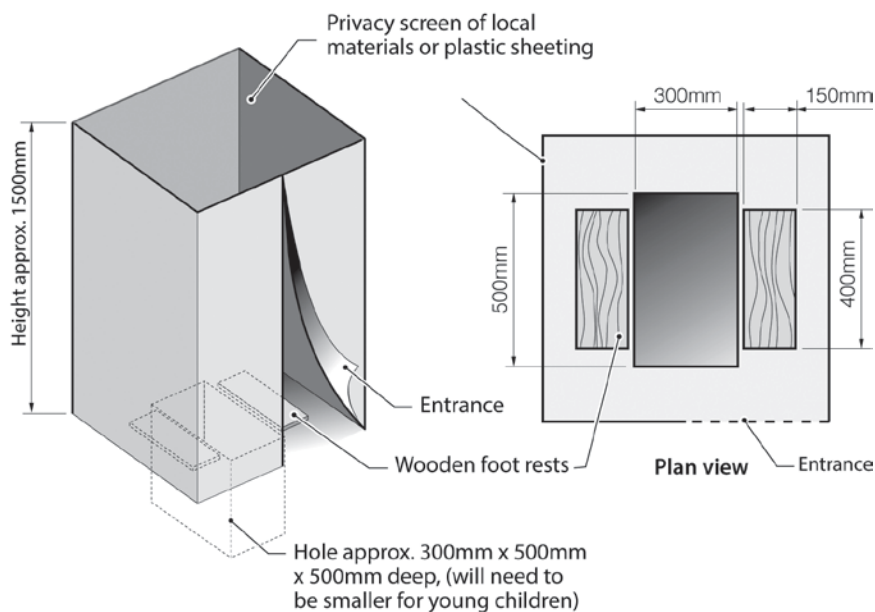 Privacy screen of local
materials or plastic sheeting
300mm
150mm
Height approx. 1500mm
500mm
400mm
Entrance
Wooden foot rests
Plan view
Entrance
Hole approx. 300mm x 500mm
x 500mm deep, (will need to
be smaller for young children)